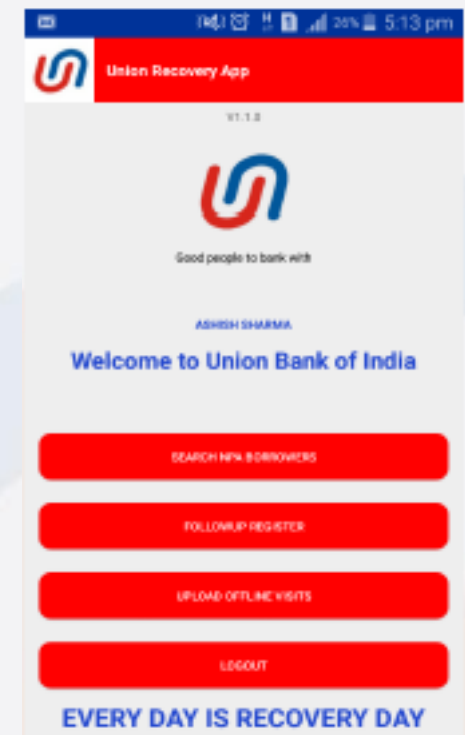 26% 5:13 pm
Union Recovery App
V1.1.0
Good people to bank with
ASHISH SHARMA
Welcome to Union Bank of India
SEARCH NPA BORROWERS
FOLLOWUP REGISTER
UPLOAD OFFLINE VISITS
LOGOUT
EVERY DAY IS RECOVERY DAY